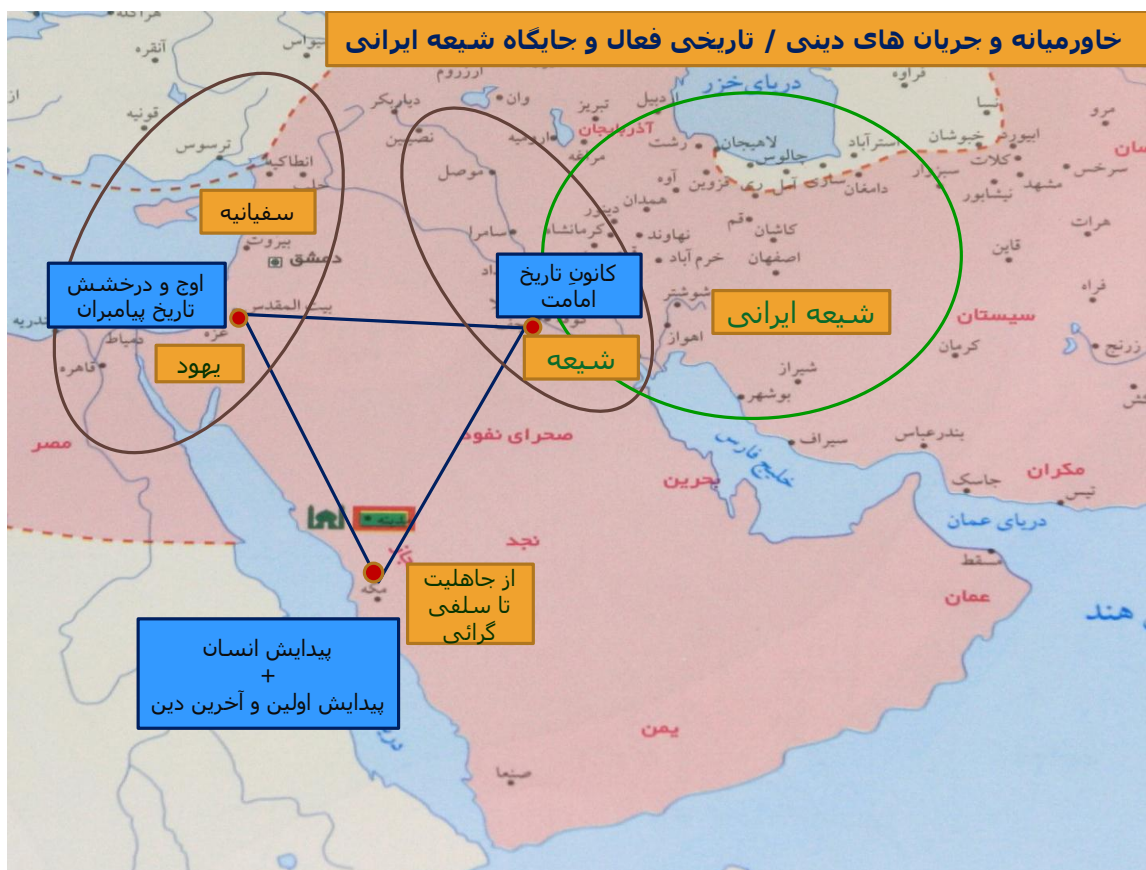 خاورمیانه و جریان های دینی / تاریخی فعال و جایگاه شیعه ایرانی
آنقره
سیواس
ارزروم
دریای خزر
فراوه
نسا
مرو
قونیه
دیاربکر
وان
تبریز
اردبیل
آذربایجان
ابیورد
خبوشان
نصیبین
ارومیه
مراغه
رشت
لاهیجان
چالوس
استرآباد
کلات
سرخس
ترسوس
انطاکیه
حلب
موصل
آوه
قزوین
ری
آمل
ساری
دامغان
سبزوار
نیشابور
مشهد
سفیانیه
سامرا
دینور
همدان
قم
کاشان
هرات
بیروت
دمشق
کرمانشاه
نهاوند
خرم آباد
اصفهان
قاین
اوج و درخشش
تاریخ پیامبران
بیت المقدس
کانونِ تاریخ
امامت
شوشتر
فراه
شیعه ایرانی
سیستان
غزه
دمیاط
اهواز
کرمان
زرنج
قاهره
یهود
شیعه
شیراز
بوشهر
مصر
صحرای نفود
سیراف
بندرعباس
خلیج فارس
بحرین
مکران
جاسک
تیس
مدینه
نجد
دریای عمان
مسقط
مکه
از جاهلیت
تا سلفی
گرائی
عمان
هند
پیدایش انسان
+
پیدایش اولین و آخرین دین
یمن
صنعا